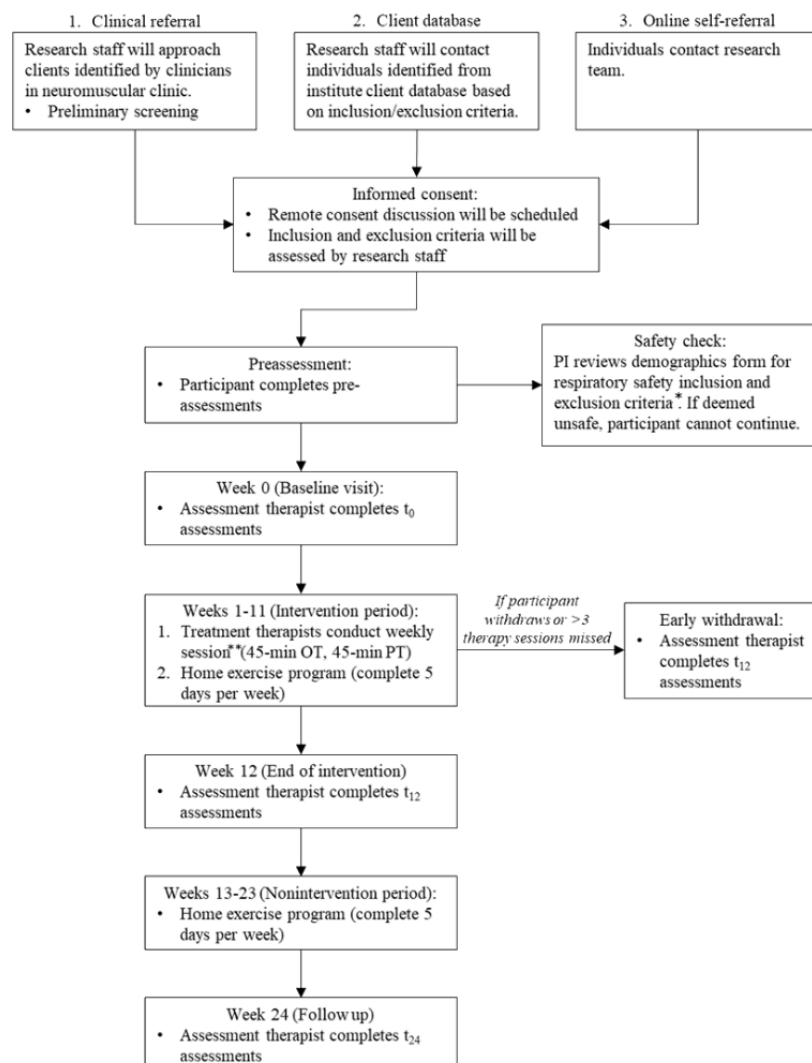 1. Clinical referral
Research staff will approach
clients identified by clinicians
in neuromuscular clinic.
• Preliminary screening
2. Client database
Research staff will contact
individuals identified from
institute client database based
on inclusion/exclusion criteria.
3. Online self-referral
Individuals contact research
team.
Informed consent:
• Remote consent discussion will be scheduled
• Inclusion and exclusion criteria will be
assessed by research staff
Preassessment:
• Participant completes pre-
assessments
Safety check:
PI reviews demographics form for
respiratory safety inclusion and
exclusion criteria*. If deemed
unsafe, participant cannot continue.
Week 0 (Baseline visit):
• Assessment therapist completes t₀
assessments
Weeks 1-11 (Intervention period):
1. Treatment therapists conduct weekly
session** (45-min OT, 45-min PT)
2. Home exercise program (complete 5
days per week)
If participant
withdraws or >3
therapy sessions missed
Early withdrawal:
• Assessment therapist
completes t₁₂
assessments
Week 12 (End of intervention)
• Assessment therapist completes t₁₂
assessments
Weeks 13-23 (Nonintervention period):
• Home exercise program (complete 5
days per week)
Week 24 (Follow up)
• Assessment therapist completes t₂₄
assessments